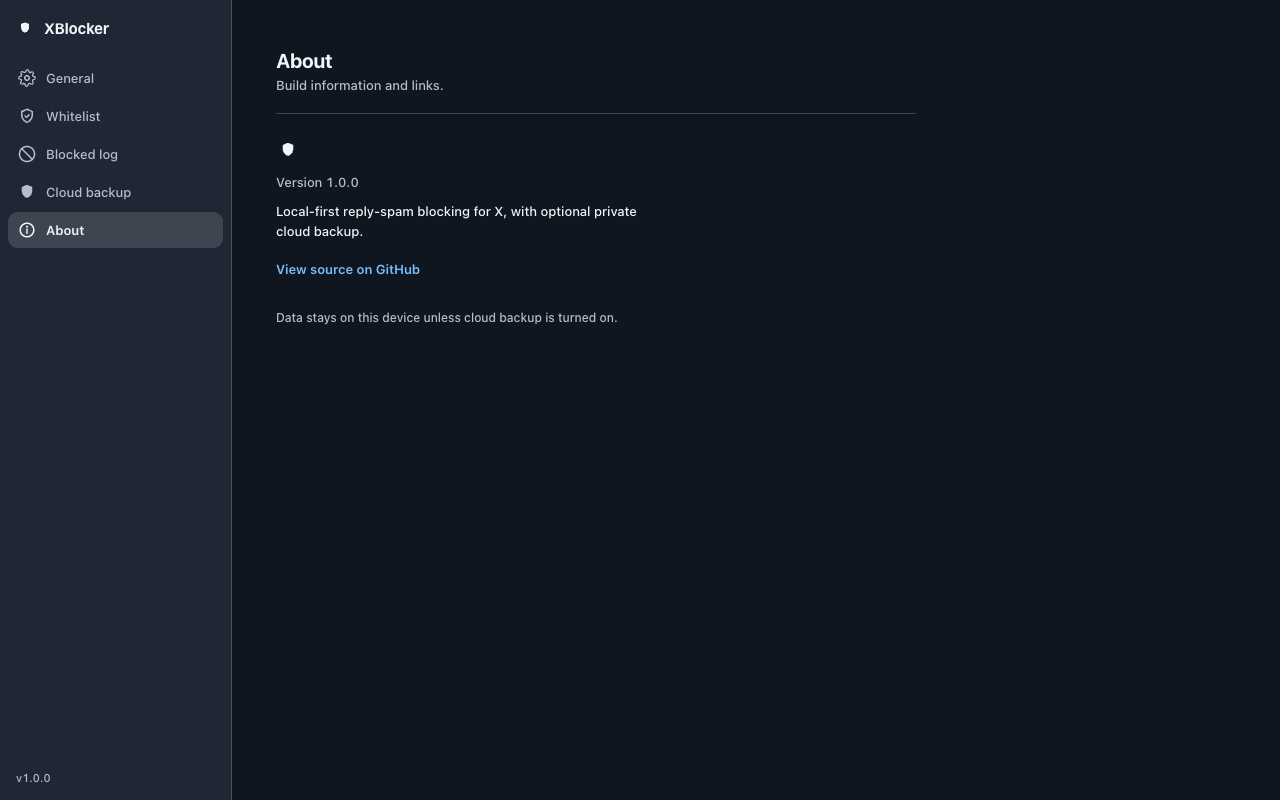 XBlocker
General
Whitelist
Blocked log
Cloud backup
About
v1.0.0
About
Build information and links.
Version 1.0.0
Local-first reply-spam blocking for X, with optional private
cloud backup.
View source on GitHub
Data stays on this device unless cloud backup is turned on.